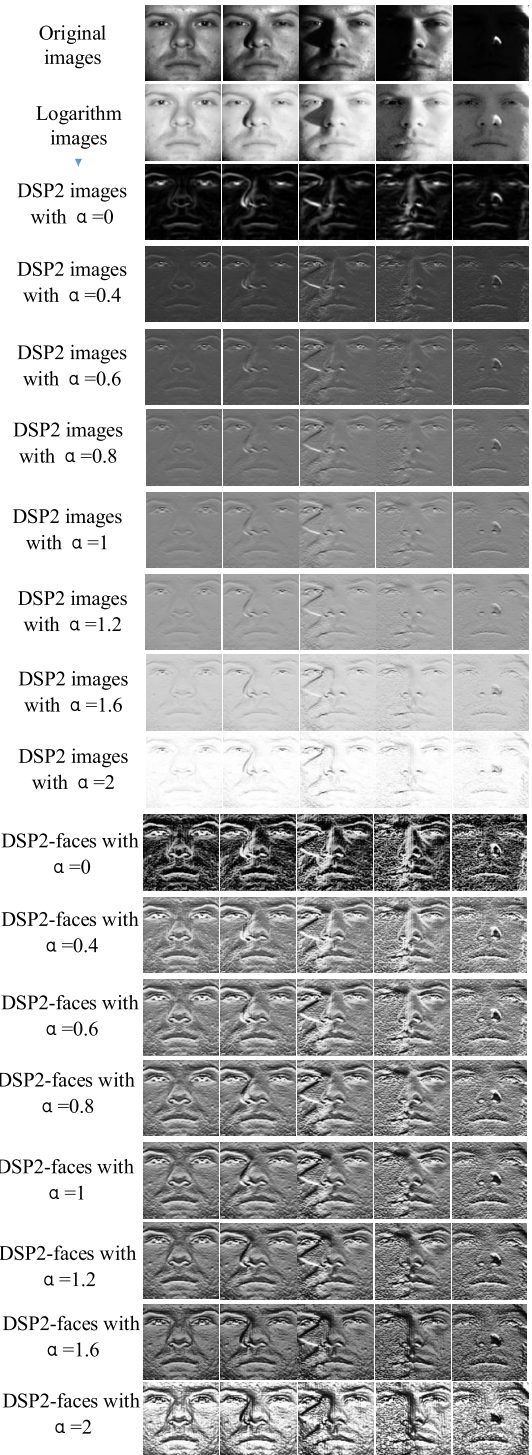 Original
images
Logarithm
images
DSP2 images
with α=0
DSP2 images
with α=0.4
DSP2 images
with α=0.6
DSP2 images
with α=0.8
DSP2 images
with α=1
DSP2 images
with α=1.2
DSP2 images
with α=1.6
DSP2 images
with α=2
DSP2-faces with
α=0
DSP2-faces with
α=0.4
DSP2-faces with
α=0.6
DSP2-faces with
α=0.8
DSP2-faces with
α=1
DSP2-faces with
α=1.2
DSP2-faces with
α=1.6
DSP2-faces with
α=2